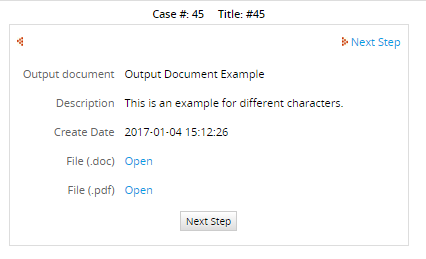 Case #: 45 Title: #45
Next Step
Output document Output Document Example
Description This is an example for different characters.
Create Date 2017-01-04 15:12:26
File (.doc) Open
File (.pdf) Open
Next Step